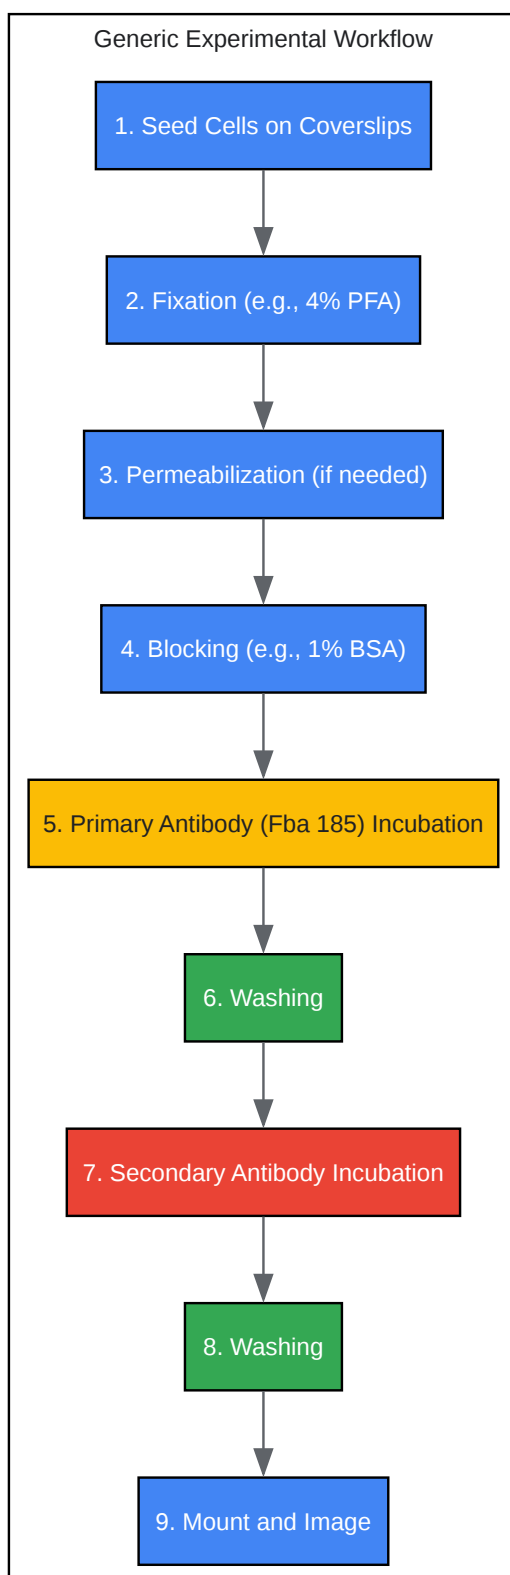 Generic Experimental Workflow
1. Seed Cells on Coverslips
2. Fixation (e.g., 4% PFA)
3. Permeabilization (if needed)
4. Blocking (e.g., 1% BSA)
5. Primary Antibody (Fba 185) Incubation
6. Washing
7. Secondary Antibody Incubation
8. Washing
9. Mount and Image